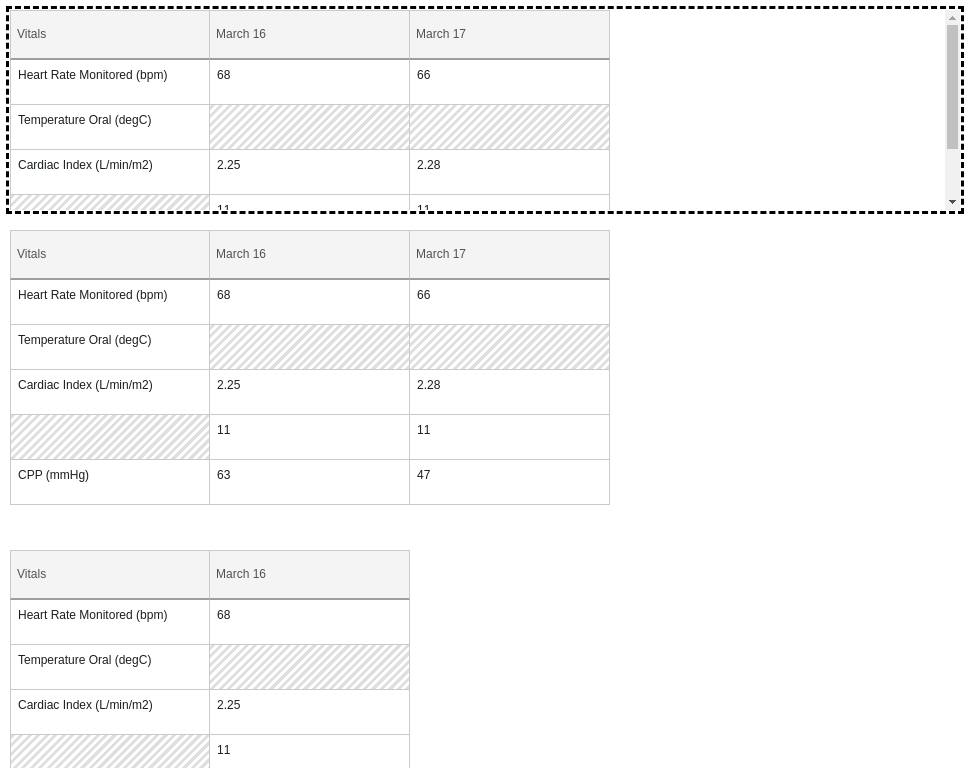 Vitals March 16 March 17
Heart Rate Monitored (bpm) 68 66
Temperature Oral (degC)
Cardiac Index (L/min/m2) 2.25 2.28
11 11
Vitals March 16 March 17
Heart Rate Monitored (bpm) 68 66
Temperature Oral (degC)
Cardiac Index (L/min/m2) 2.25 2.28
11 11
CPP (mmHg) 63 47
Vitals March 16
Heart Rate Monitored (bpm) 68
Temperature Oral (degC)
Cardiac Index (L/min/m2) 2.25
11